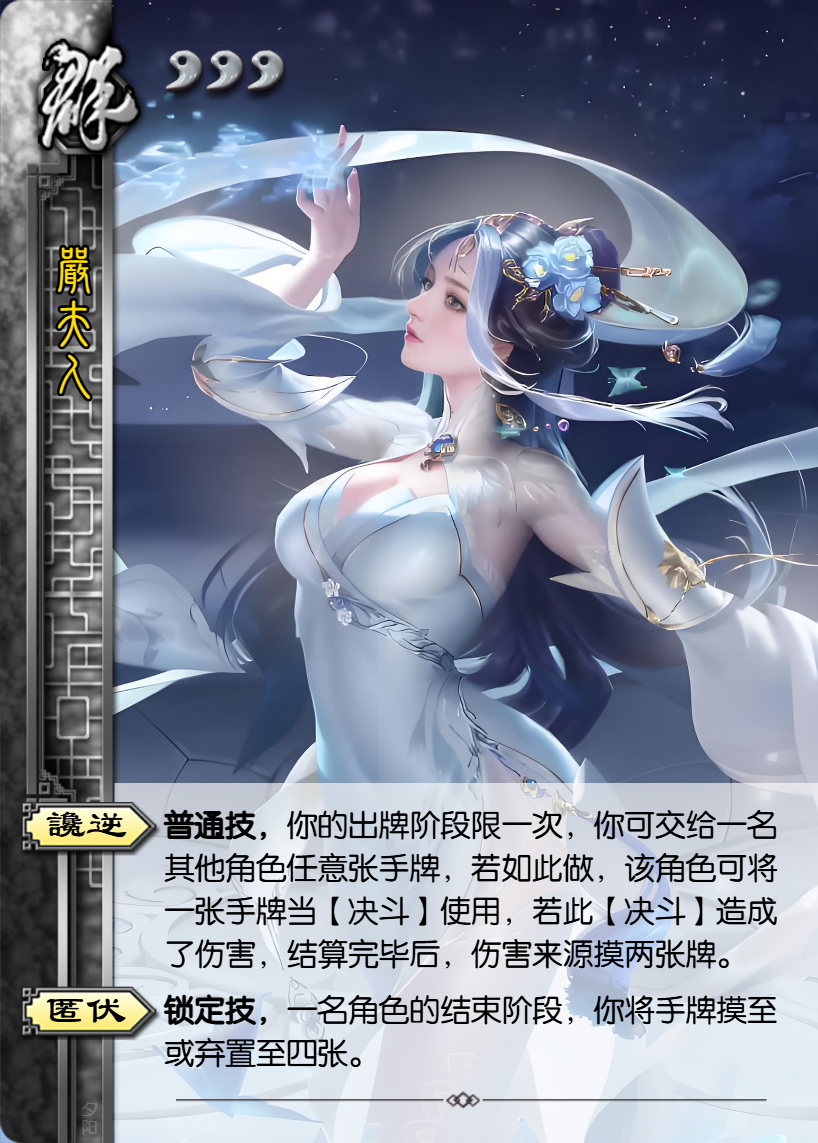 群
嚴夫人
讒逆
普通技，你的出牌阶段限一次，你可交给一名
其他角色任意张手牌，若如此做，该角色可将
一张手牌当【决斗】使用，若此【决斗】造成
了伤害，结算完毕后，伤害来源摸两张牌。
匿伏
锁定技，一名角色的结束阶段，你将手牌摸至
或弃置至四张。
夕阳